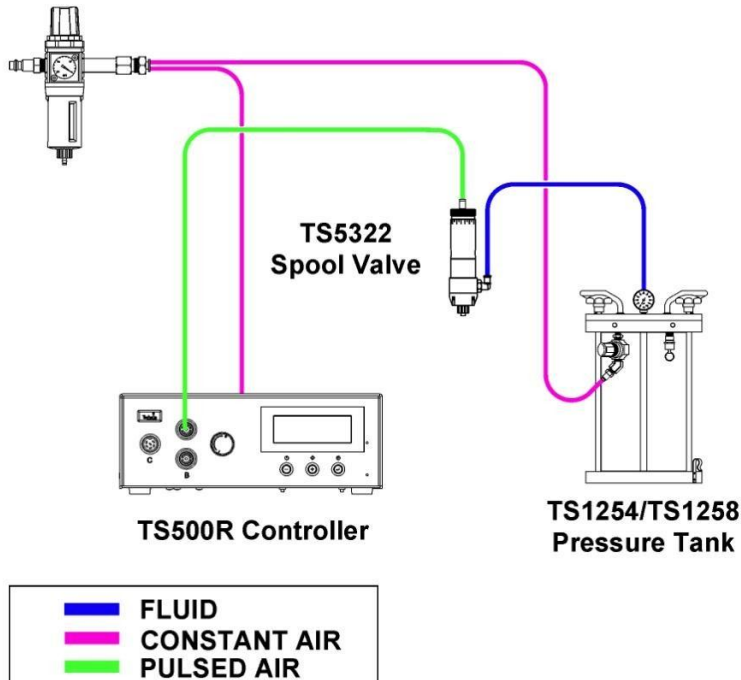 TS5322
Spool Valve
C
B
TS500R Controller
TS1254/TS1258
Pressure Tank
FLUID
CONSTANT AIR
PULSED AIR